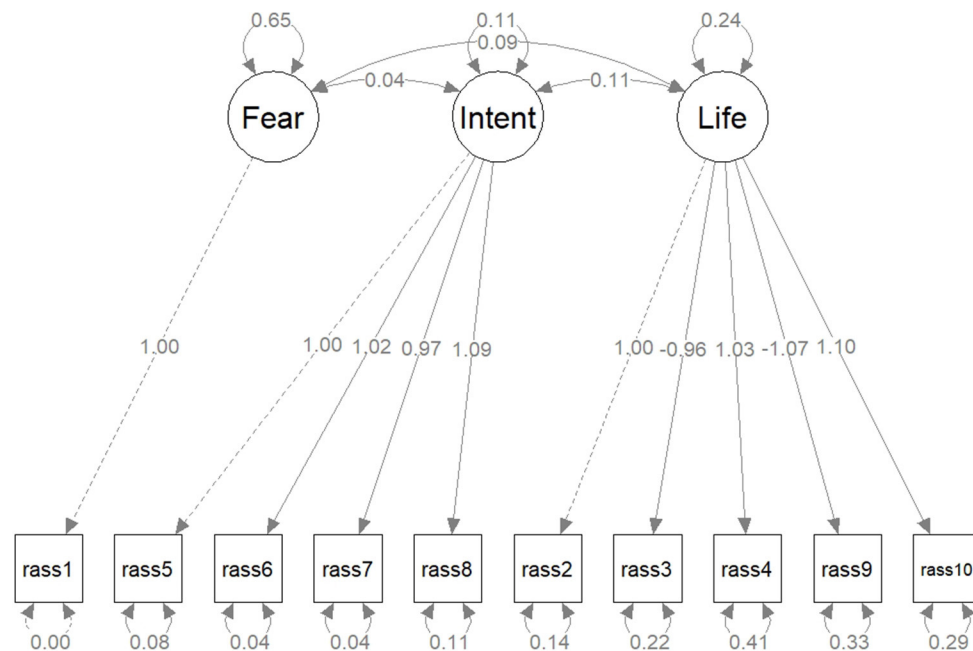 0.65 0.11 0.24
0.09
0.04 0.11
Fear Intent Life
1.00 1.00 1.02 0.97 1.09 1.00 -0.96 1.03 -1.07 1.10
rass1 rass5 rass6 rass7 rass8 rass2 rass3 rass4 rass9 rass10
0.00 0.08 0.04 0.04 0.11 0.14 0.22 0.41 0.33 0.29